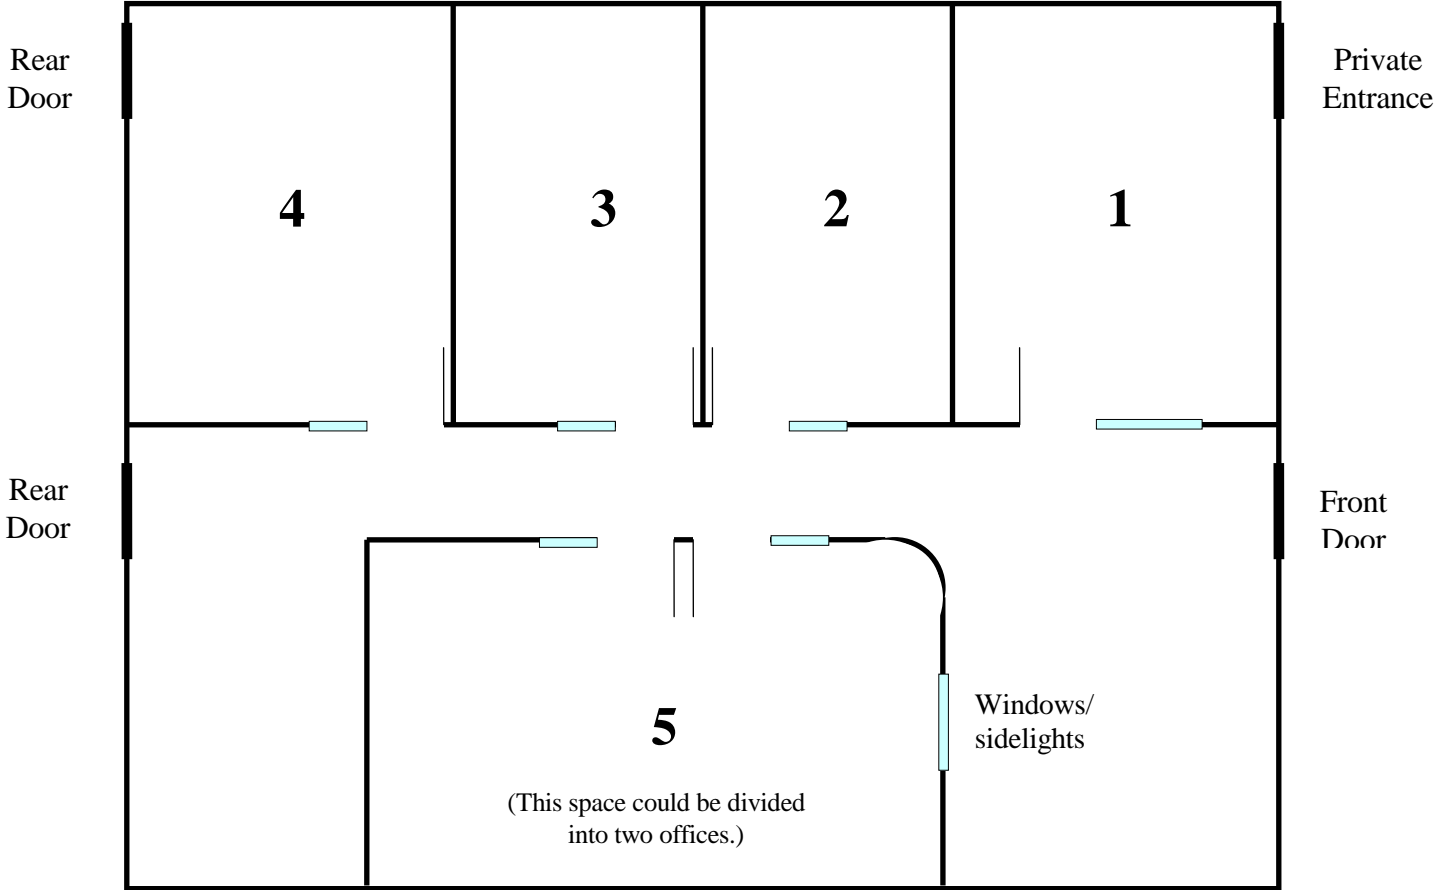 Rear
Door
Private
Entrance
4
3
2
1
Rear
Door
Front
Door
Windows/
sidelights
5
(This space could be divided
into two offices.)